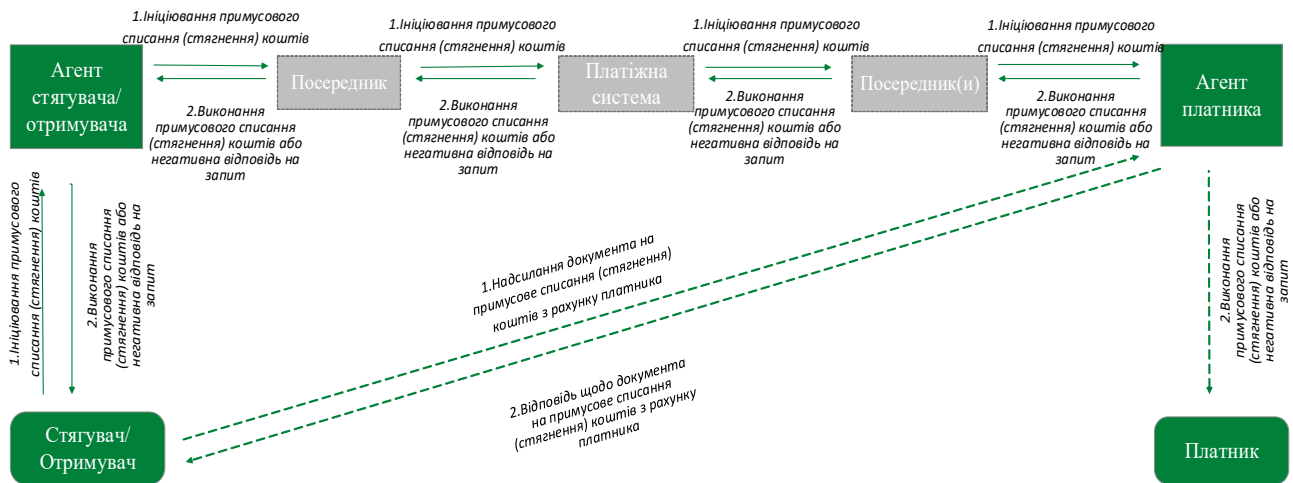 1.Ініціювання примусового
списання (стягнення) коштів
1.Ініціювання примусового
списання (стягнення) коштів
1.Ініціювання примусового
списання (стягнення) коштів
1.Ініціювання примусового
списання (стягнення) коштів
Агент
стягувача/
отримувача
Посередник
Платіжна
система
Посередник(и)
Агент
платника
2.Виконання
примусового списання
(стягнення) коштів або
негативна відповідь на
запит
2.Виконання
примусового списання
(стягнення) коштів або
негативна відповідь на
запит
2.Виконання
примусового списання
(стягнення) коштів або
негативна відповідь на
запит
2.Виконання
примусового списання
(стягнення) коштів або
негативна відповідь на
запит
1.Ініціювання примусового
списання (стягнення) коштів
2.Виконання
примусового списання
(стягнення) коштів або
негативна відповідь на
запит
1.Надсилання документа на
примусове списання (стягнення)
коштів з рахунку платника
2.Відповідь щодо документа
на примусове списання
(стягнення) коштів з рахунку
платника
2.Виконання
примусового списання
(стягнення) коштів або
негативна відповідь на
запит
Стягувач/
Отримувач
Платник